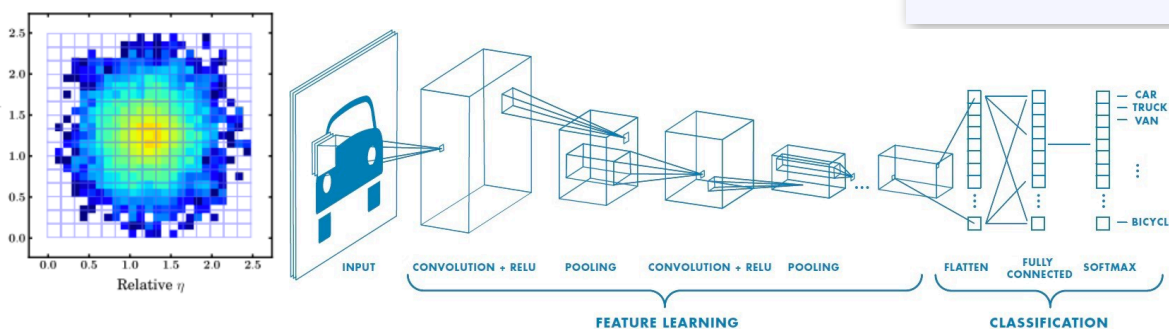 2.5
2.0
1.5
1.0
0.5
0.0
0.0 0.5 1.0 1.5 2.0 2.5
Relative η
CAR
TRUCK
VAN
BICYCL
INPUT CONVOLUTION + RELU POOLING CONVOLUTION + RELU POOLING FLATTEN FULLY CONNECTED SOFTMAX
FEATURE LEARNING CLASSIFICATION